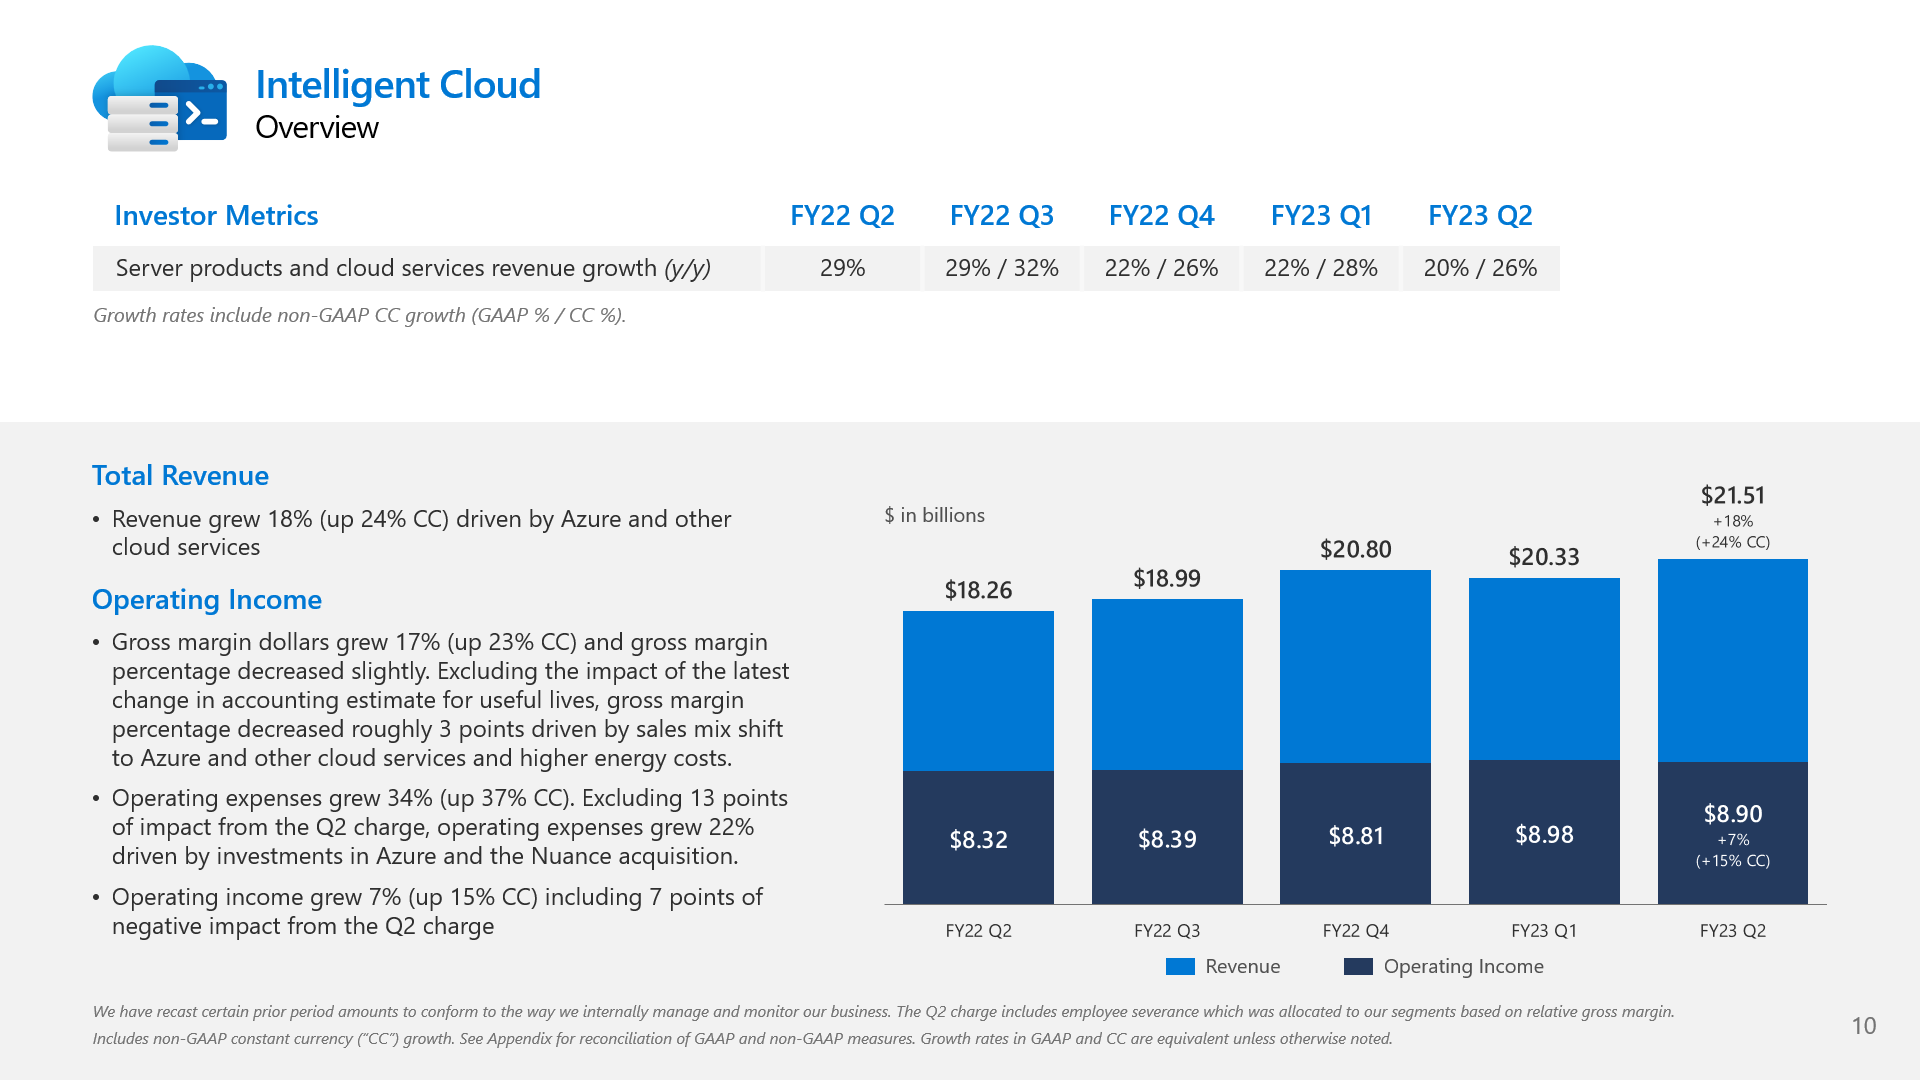 Intelligent Cloud
Overview
Investor Metrics FY22 Q2 FY22 Q3 FY22 Q4 FY23 Q1 FY23 Q2
Server products and cloud services revenue growth (y/y) 29% 29% / 32% 22% / 26% 22% / 28% 20% / 26%
Growth rates include non-GAAP CC growth (GAAP % / CC %).
Total Revenue
• Revenue grew 18% (up 24% CC) driven by Azure and other
cloud services
Operating Income
• Gross margin dollars grew 17% (up 23% CC) and gross margin
percentage decreased slightly. Excluding the impact of the latest
change in accounting estimate for useful lives, gross margin
percentage decreased roughly 3 points driven by sales mix shift
to Azure and other cloud services and higher energy costs.
• Operating expenses grew 34% (up 37% CC). Excluding 13 points
of impact from the Q2 charge, operating expenses grew 22%
driven by investments in Azure and the Nuance acquisition.
• Operating income grew 7% (up 15% CC) including 7 points of
negative impact from the Q2 charge
$ in billions
$18.26
$18.99
$20.80
$20.33
$21.51
+18%
(+24% CC)
$8.32
$8.39
$8.81
$8.98
$8.90
+7%
(+15% CC)
FY22 Q2 FY22 Q3 FY22 Q4 FY23 Q1 FY23 Q2
Revenue Operating Income
We have recast certain prior period amounts to conform to the way we internally manage and monitor our business. The Q2 charge includes employee severance which was allocated to our segments based on relative gross margin.
Includes non-GAAP constant currency (“CC”) growth. See Appendix for reconciliation of GAAP and non-GAAP measures. Growth rates in GAAP and CC are equivalent unless otherwise noted.
10